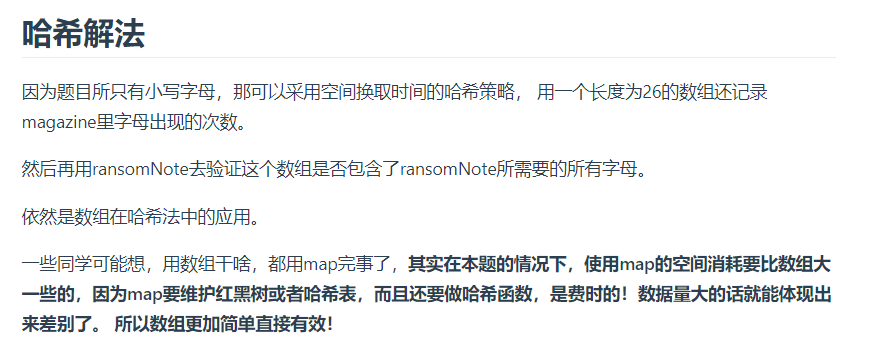 哈希解法
因为题目所只有小写字母，那可以采用空间换取时间的哈希策略， 用一个长度为26的数组还记录
magazine里字母出现的次数。
然后再用ransomNote去验证这个数组是否包含了ransomNote所需要的所有字母。
依然是数组在哈希法中的应用。
一些同学可能想，用数组干啥，都用map完事了，其实在本题的情况下，使用map的空间消耗要比数组大
一些的，因为map要维护红黑树或者哈希表，而且还要做哈希函数，是费时的！数据量大的话就能体现出
来差别了。 所以数组更加简单直接有效！